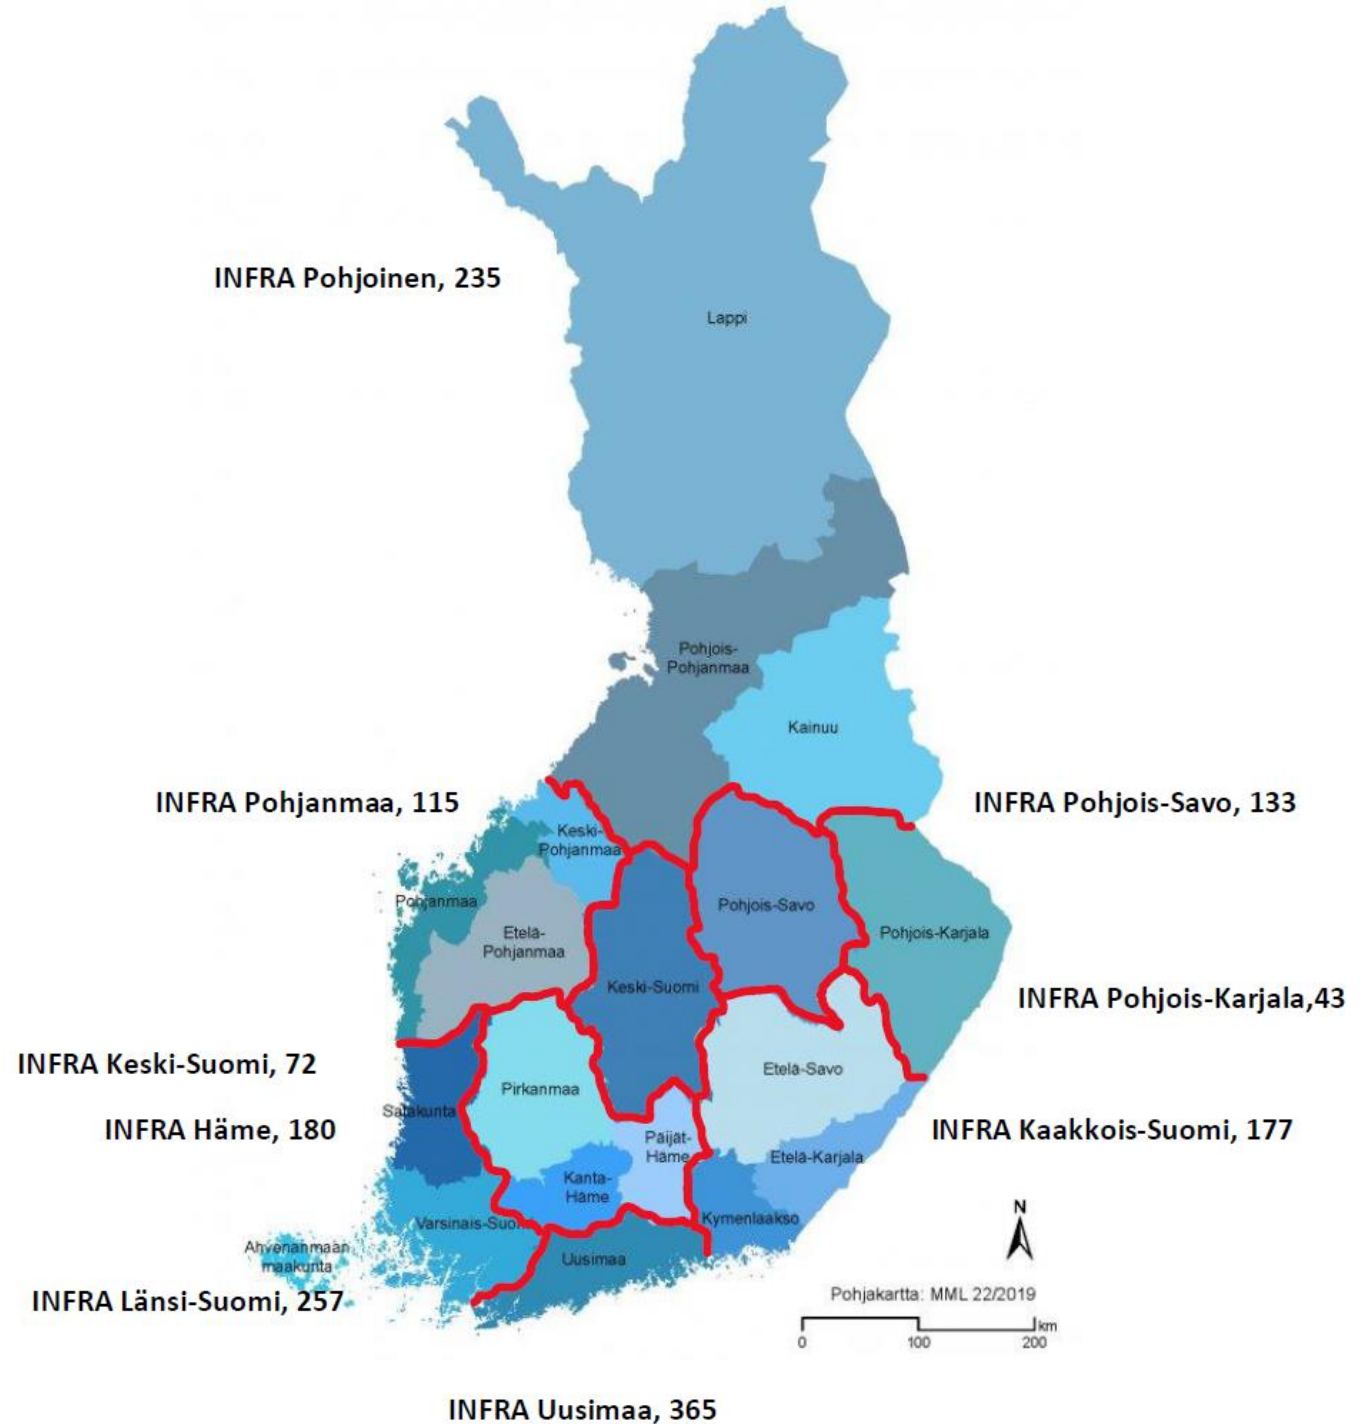 INFRA Pohjoinen, 235
Lappi
Pohjois-
Pohjanmaa
Kainuu
INFRA Pohjanmaa, 115
INFRA Pohjois-Savo, 133
Keski-
Pohjanmaa
Pohjanmaa
Etelä-
Pohjanmaa
Pohjois-Savo
Pohjois-Karjala
Keski-Suomi
INFRA Pohjois-Karjala,43
INFRA Keski-Suomi, 72
Etelä-Savo
Pirkanmaa
Satakunta
INFRA Häme, 180
INFRA Kaakkois-Suomi, 177
Päijät-
Häme
Etelä-Karjala
Kanta-
Häme
Varsinais-Suomi
Kymenlaakso
N
Ahvenanmaan
maakunta
Uusimaa
INFRA Länsi-Suomi, 257
Pohjakartta: MML 22/2019
km
0 100 200
INFRA Uusimaa, 365